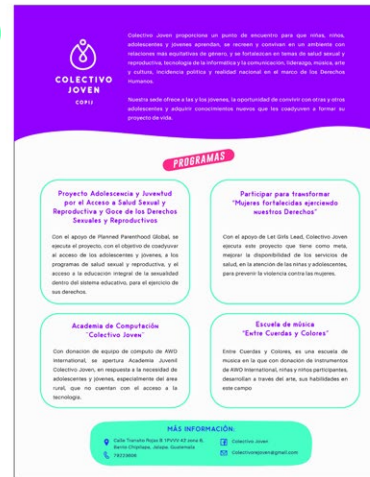 Colectivo Joven proporciona un punto de encuentro para que niñas, niños,
adolescentes y jóvenes aprendan, se recrean y convivan en un ambiente con
relaciones más equitativas de género, y se fortalezcan en temas de salud sexual y
reproductiva, tecnología de la informática y la comunicación, liderazgo, música, arte
y cultura, incidencia política y realidad nacional en el marco de los Derechos
Humanos.
Nuestra sede ofrece a las y los jóvenes, la oportunidad de convivir con otras y otros
adolescentes y adquirir conocimientos nuevos que les coadyuven a formar su
proyecto de vida.
COLECTIVO
JOVEN
COPIJ
PROGRAMAS
Proyecto Adolescencia y Juventud
por el Acceso a Salud Sexual y
Reproductiva y Goce de los Derechos
Sexuales y Reproductivos
Con el apoyo de Planned Parenthood Global, se
ejecuta el proyecto, con el objetivo de coadyuvar
al acceso de los adolescentes y jóvenes, a los
programas de salud sexual y reproductiva, y el
acceso a la educación integral de la sexualidad
dentro del sistema educativo, para el ejercicio de
sus derechos.
Participar para transformar
"Mujeres fortalecidas ejerciendo
nuestros Derechos"
Con el apoyo de Let Girls Lead, Colectivo Joven
ejecuta este proyecto que tiene como meta,
mejorar la disponibilidad de los servicios de
salud, en la atención de las niñas y adolescentes,
para prevenir la violencia contra las mujeres.
Academia de Computación
"Colectivo Joven"
Con donación de equipo de cómputo de AWO
International, se apertura Academia Juvenil
Colectivo Joven, en respuesta a la necesidad de
adolescentes y jóvenes, especialmente del área
rural, que no cuentan con el acceso a la
tecnología.
Escuela de música
"Entre Cuerdas y Colores"
Entre Cuerdas y Colores, es una escuela de
música en la que con donación de instrumentos
de AWO International, niñas y niños participantes,
desarrollan a través del arte, sus habilidades en
este campo
MÁS INFORMACIÓN:
Barrio Chipilapa, Jalapa. Guatemala
79223606
Colectivo Joven
Colectivorejoven@gmail.com